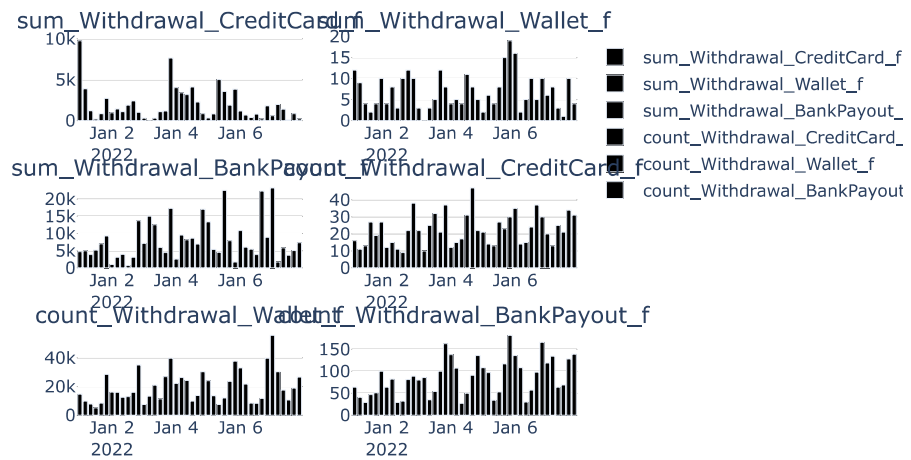 sum_Withdrawal_CreditCard_f
sum_f_Withdrawal_Wallet_f
10k
5k
0
Jan 2
2022
Jan 4
Jan 6
20
15
10
5
0
Jan 2
Jan 4
Jan 6
sum_Withdrawal_CreditCard_f
sum_Withdrawal_Wallet_f
sum_Withdrawal_BankPayout_
count_Withdrawal_CreditCard_
count_Withdrawal_Wallet_f
count_Withdrawal_BankPayout
sum_Withdrawal_BankPayout_f
count_Withdrawal_CreditCard_f
20k
15k
10k
5k
0
Jan 2
2022
Jan 4
Jan 6
40
30
20
10
0
Jan 2
2022
Jan 4
Jan 6
count_Withdrawal_Wallet_f
count_Withdrawal_BankPayout_f
40k
20k
0
Jan 2
2022
Jan 4
Jan 6
150
100
50
0
Jan 2
2022
Jan 4
Jan 6